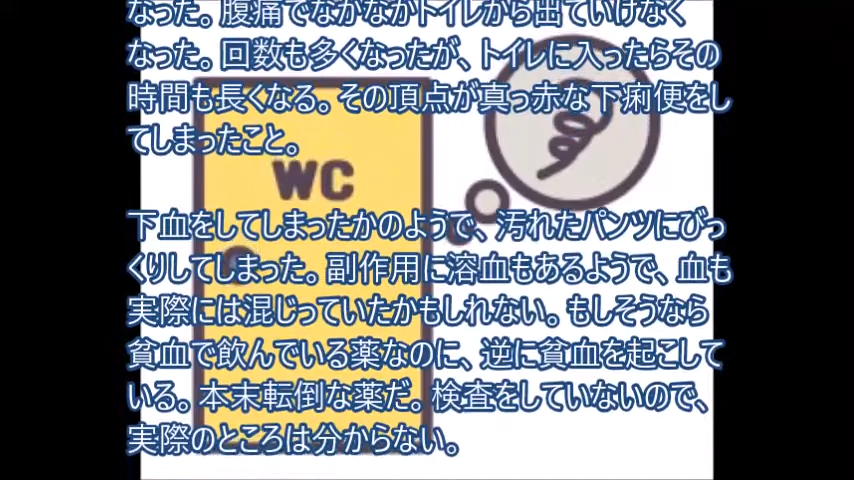 なった。腹痛でなかなかトイレから出ていけなく
なった。回数も多くなったが、トイレに入ったらその
時間も長くなる。その頂点が真っ赤な下痢便をし
てしまったこと。
WC
下血をしてしまったかのようで、汚れたパンツにびっ
くりしてしまった。副作用に溶血もあるようで、血も
実際には混じっていたかもしれない。もしそうなら
貧血で飲んでいる薬なのに、逆に貧血を起こして
いる。本末転倒な薬だ。検査をしていないので、
実際のところは分からない。